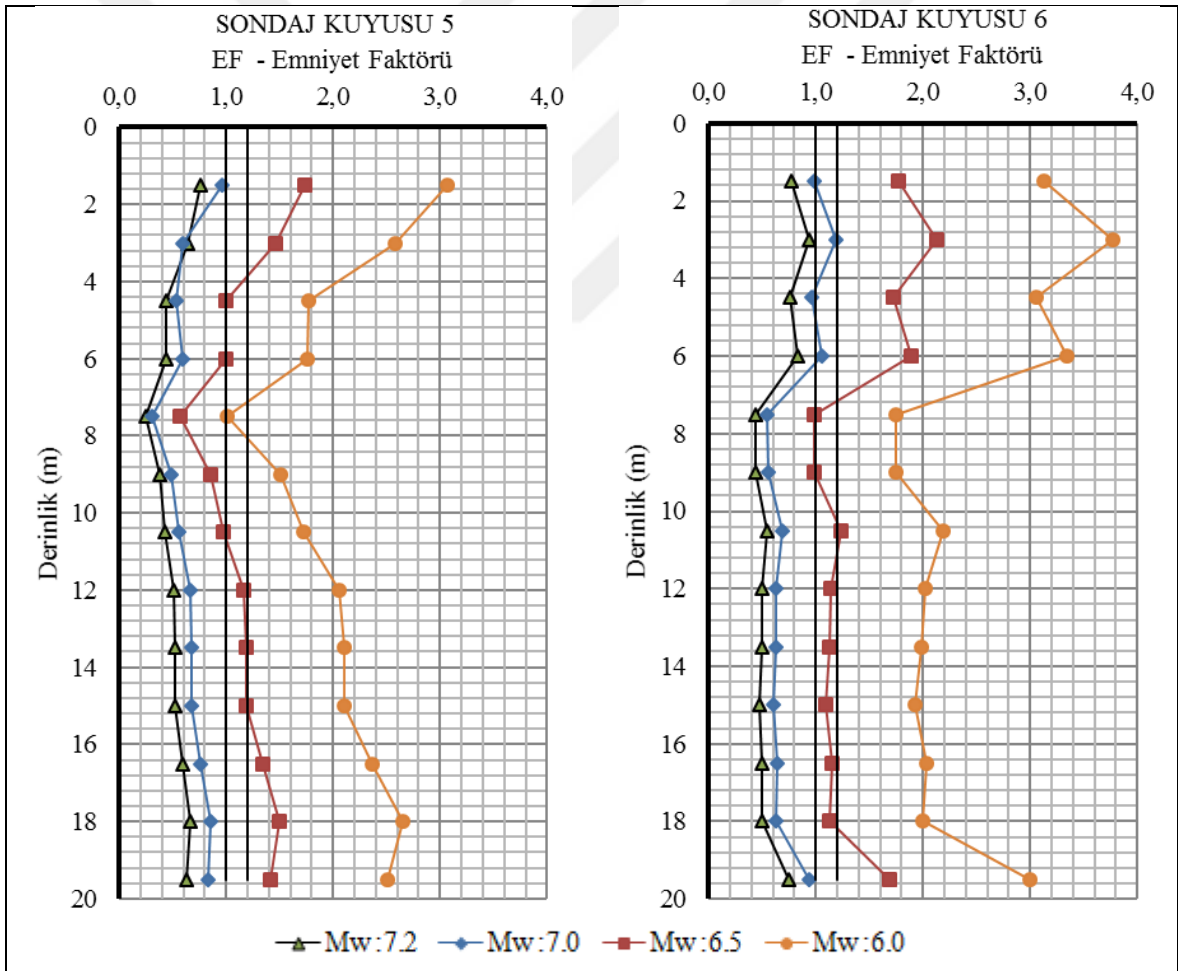 SONDAJ KUYUSU 5
EF - Emniyet Faktörü
0,0 1,0 2,0 3,0 4,0
0
2
4
6
8
10
12
14
16
18
20
Derinlik (m)
SONDAJ KUYUSU 6
EF - Emniyet Faktörü
0,0 1,0 2,0 3,0 4,0
0
2
4
6
8
10
12
14
16
18
20
Derinlik (m)
Mw:7.2 Mw:7.0 Mw:6.5 Mw:6.0